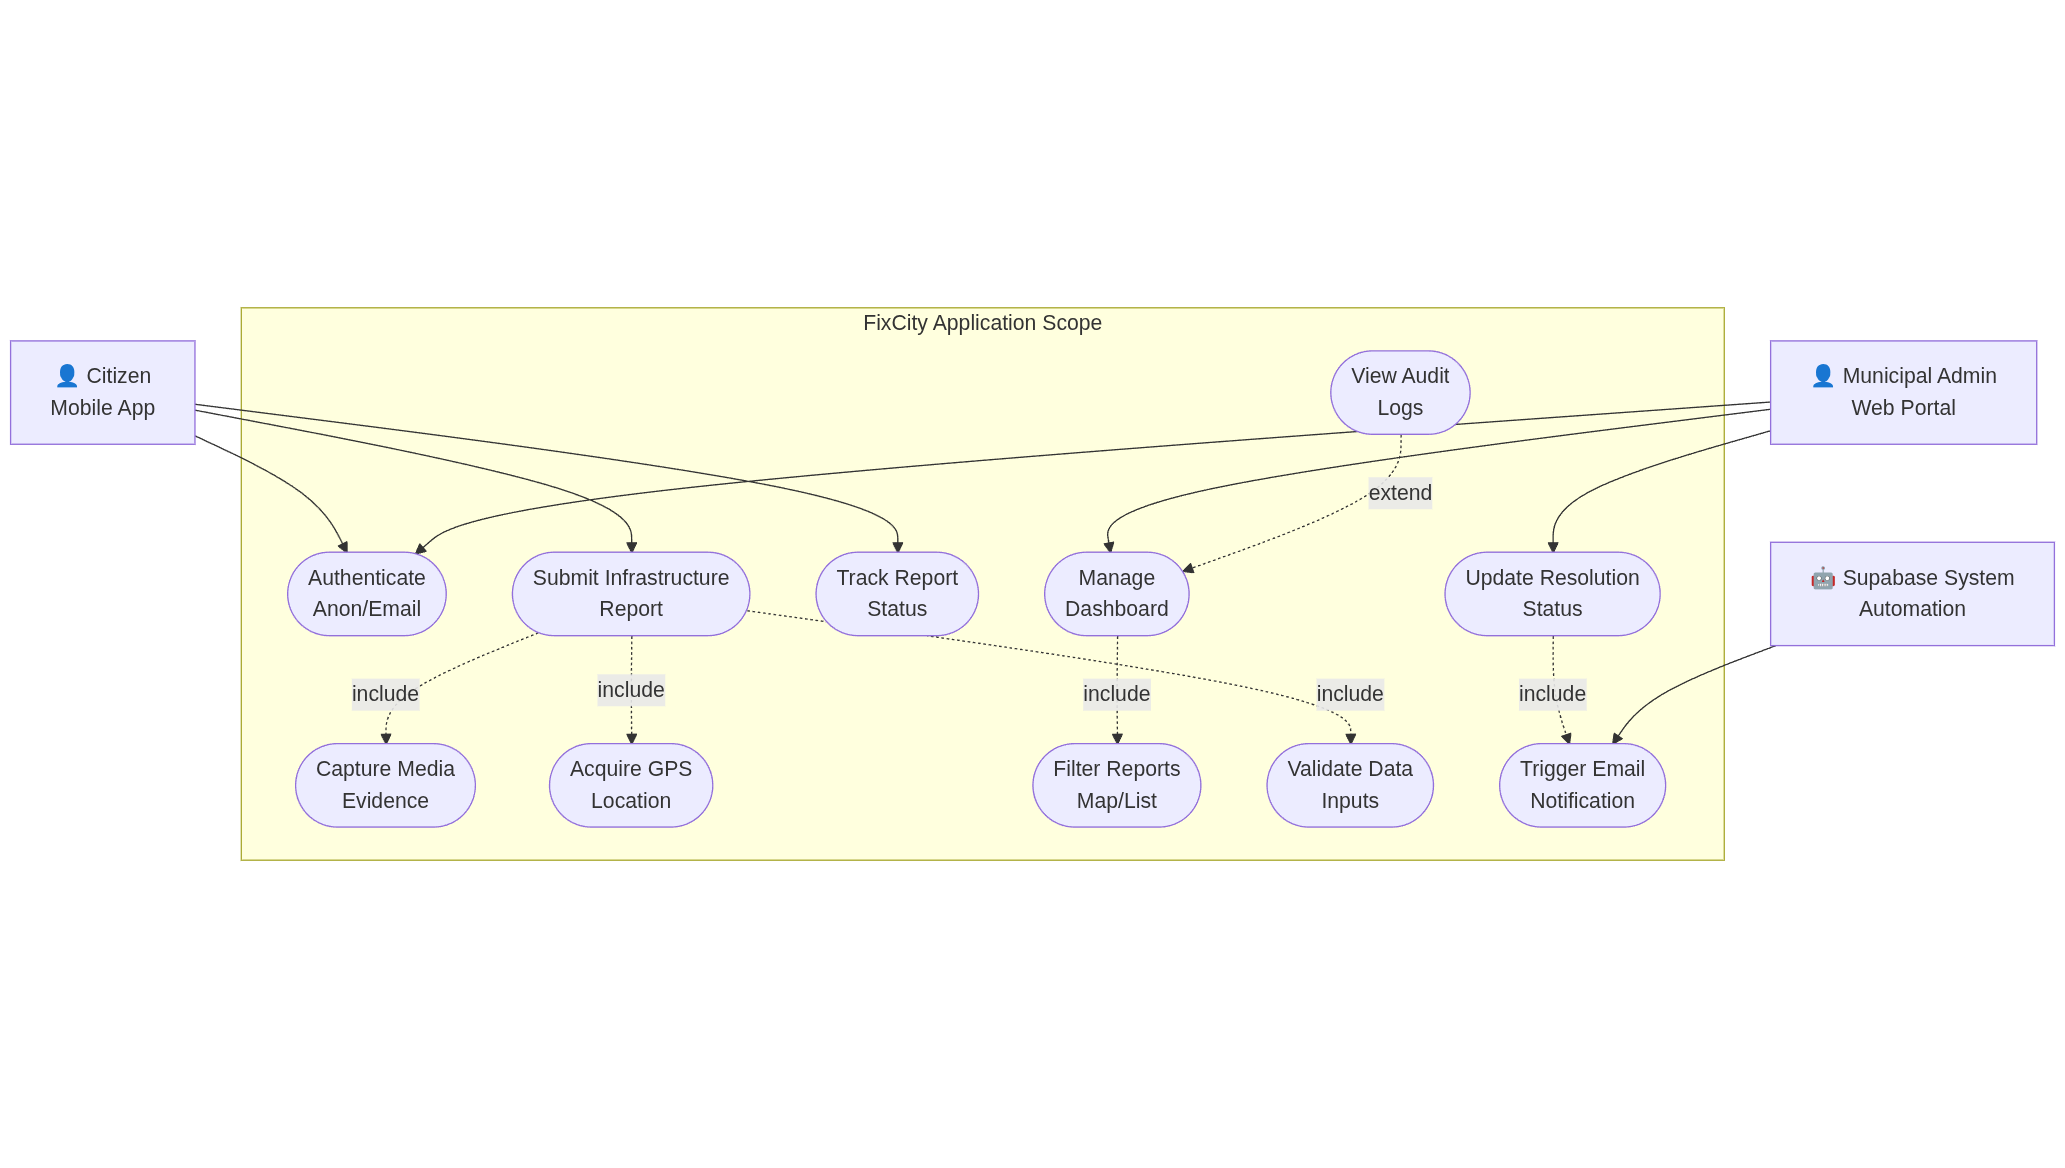 FixCity Application Scope
👤 Citizen
Mobile App
View Audit
Logs
👤 Municipal Admin
Web Portal
extend
Authenticate
Anon/Email
Submit Infrastructure
Report
Track Report
Status
Manage
Dashboard
Update Resolution
Status
🤖 Supabase System
Automation
include
include
include
include
include
Capture Media
Evidence
Acquire GPS
Location
Filter Reports
Map/List
Validate Data
Inputs
Trigger Email
Notification